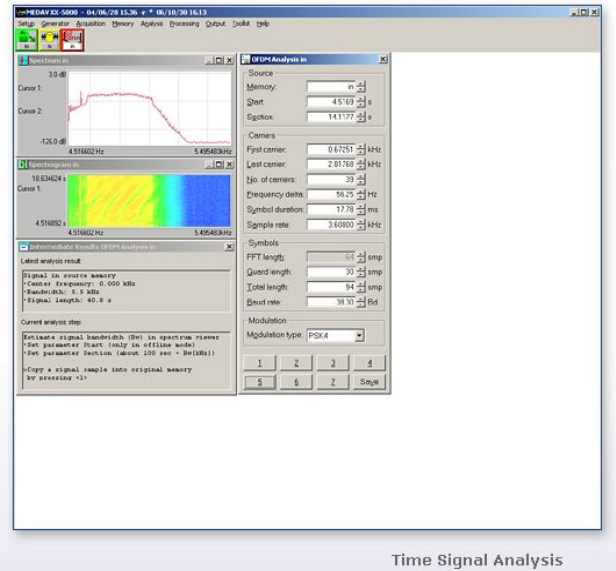 MEDAV XX-5000 - 04/06/28 15.36 * 06/10/30 16.13
Setup Generator Acquisition Memory Analysis Processing Output Toolkit Help
in in in
Spectrum in
3.0 dB
Cursor 1:
Cursor 2:
-125.0 dB
4.516602 Hz 5.495483kHz
Spectrogram in
18.634624 s
Cursor 1:
4.516892 s
4.516602 Hz 5.495483kHz
Intermediate Results OFDM Analysis in
Latest analysis result:
Signal in source memory
·Center frequency: 0.000 kHz
·Bandwidth: 5.5 kHz
·Signal length: 40.8 s
Current analysis step:
Estimate signal bandwidth (Bw) in spectrum viewer
·Set parameter Start (only in offline mode)
·Set parameter Section (about 100 sec ÷ Bw[kHz])
>Copy a signal sample into original memory
by pressing <1>
OFDM Analysis in
Source
Memory: in
Start: 4.5169 s
Section: 14.1177 s
Carriers
First carrier: 0.67251 kHz
Last carrier: 2.81768 kHz
No. of carriers: 39
Frequency delta: 56.25 Hz
Symbol duration: 17.78 ms
Sample rate: 3.60800 kHz
Symbols
FFT length: 64 smp
Guard length: 30 smp
Total length: 94 smp
Baud rate: 38.30 Bd
Modulation
Modulation type: PSK4
1 2 3 4
5 6 7 Save
Time Signal Analysis